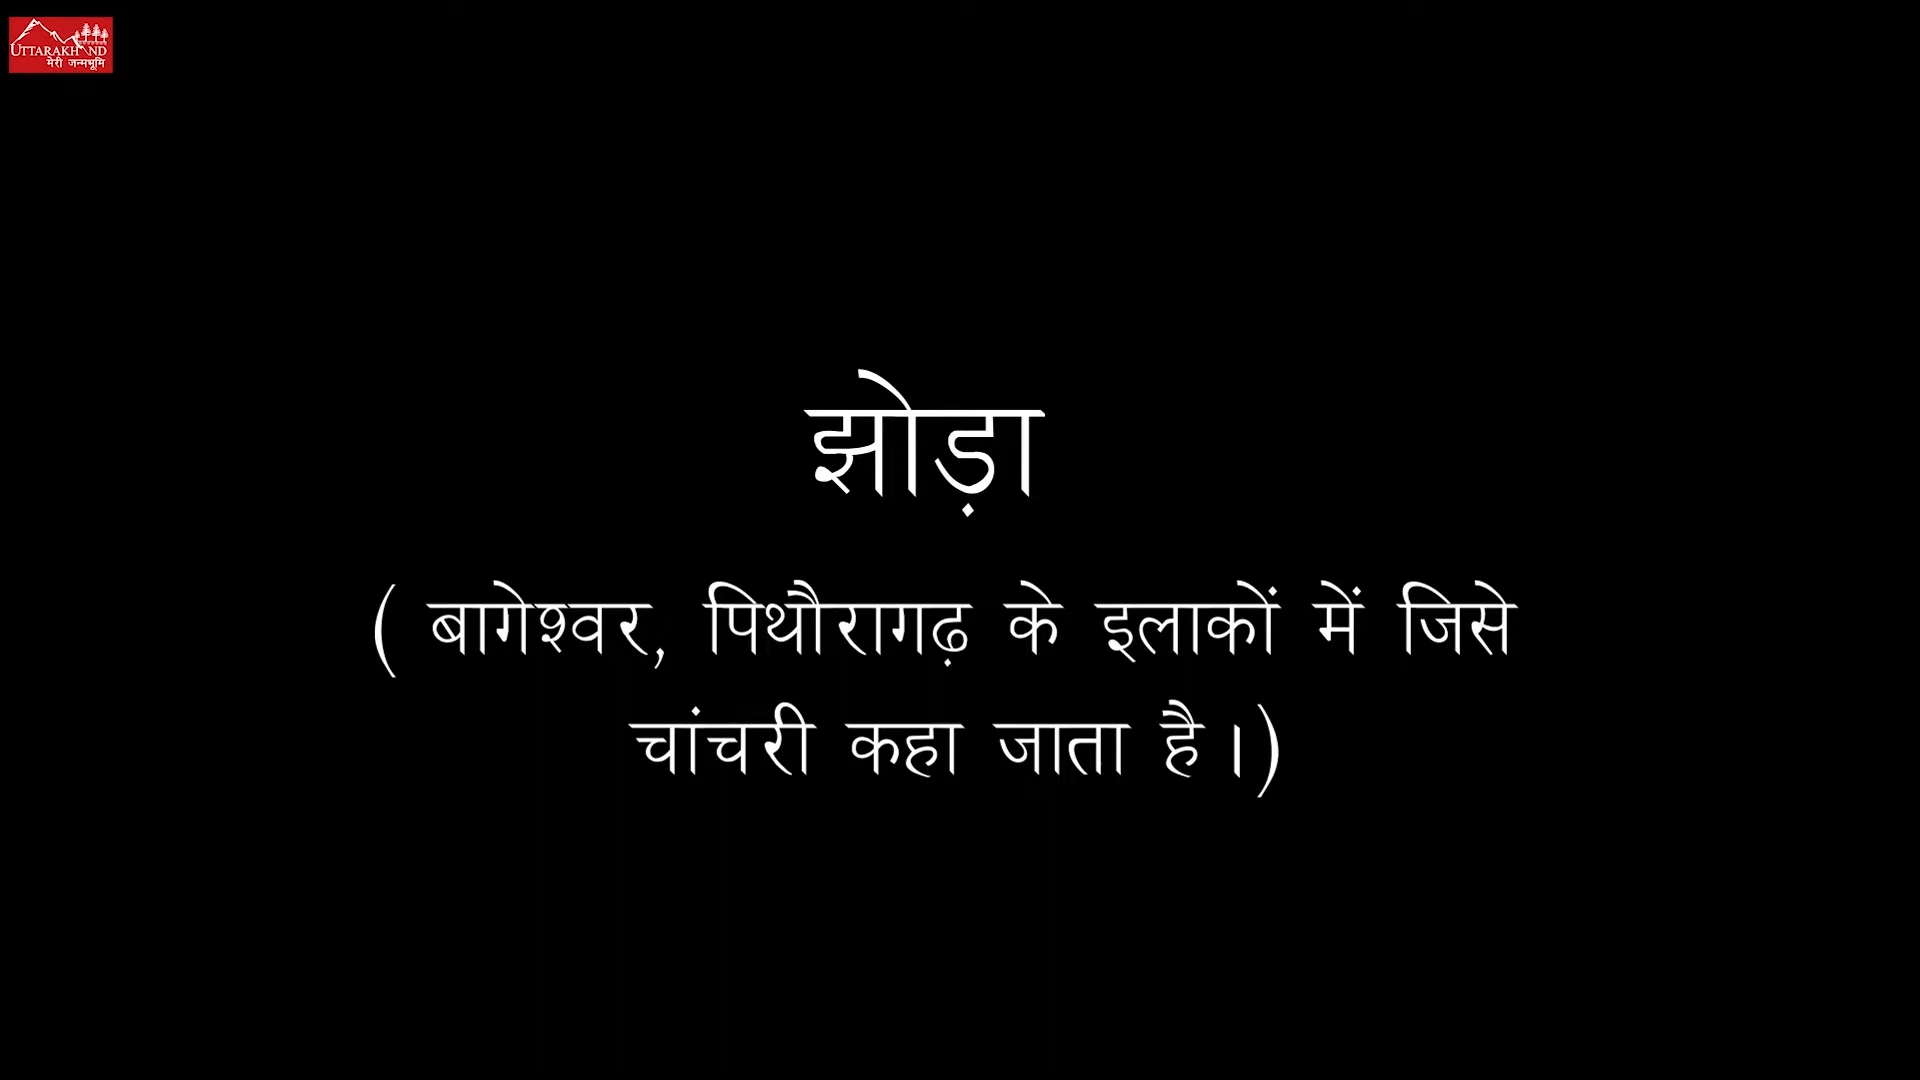 UTTARAKHAND
मेरी जन्मभूमि
झोड़ा
( बागेश्वर, पिथौरागढ़ के इलाकों में जिसे
चांचरी कहा जाता है।)